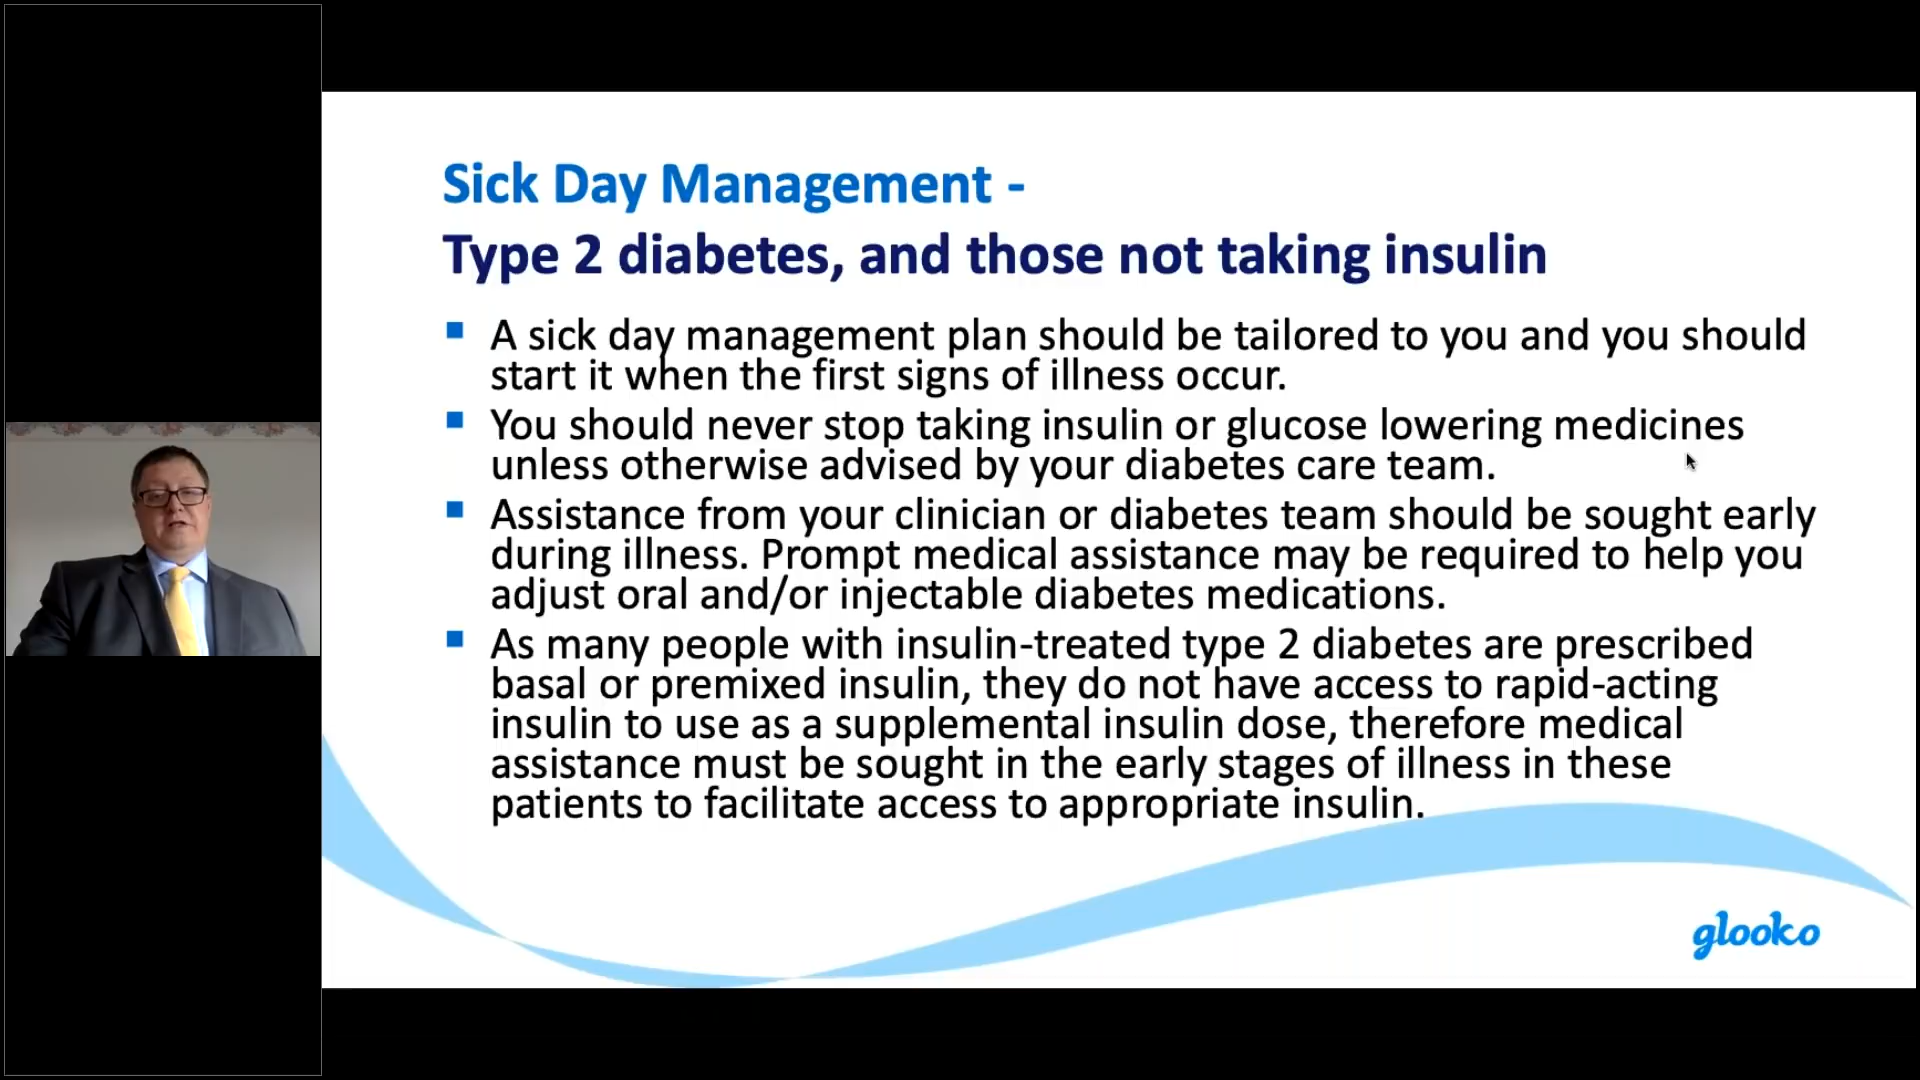 Sick Day Management -
Type 2 diabetes, and those not taking insulin
A sick day management plan should be tailored to you and you should
start it when the first signs of illness occur.
You should never stop taking insulin or glucose lowering medicines
unless otherwise advised by your diabetes care team.
Assistance from your clinician or diabetes team should be sought early
during illness. Prompt medical assistance may be required to help you
adjust oral and/or injectable diabetes medications.
As many people with insulin-treated type 2 diabetes are prescribed
basal or premixed insulin, they do not have access to rapid-acting
insulin to use as a supplemental insulin dose, therefore medical
assistance must be sought in the early stages of illness in these
patients to facilitate access to appropriate insulin.
glooko